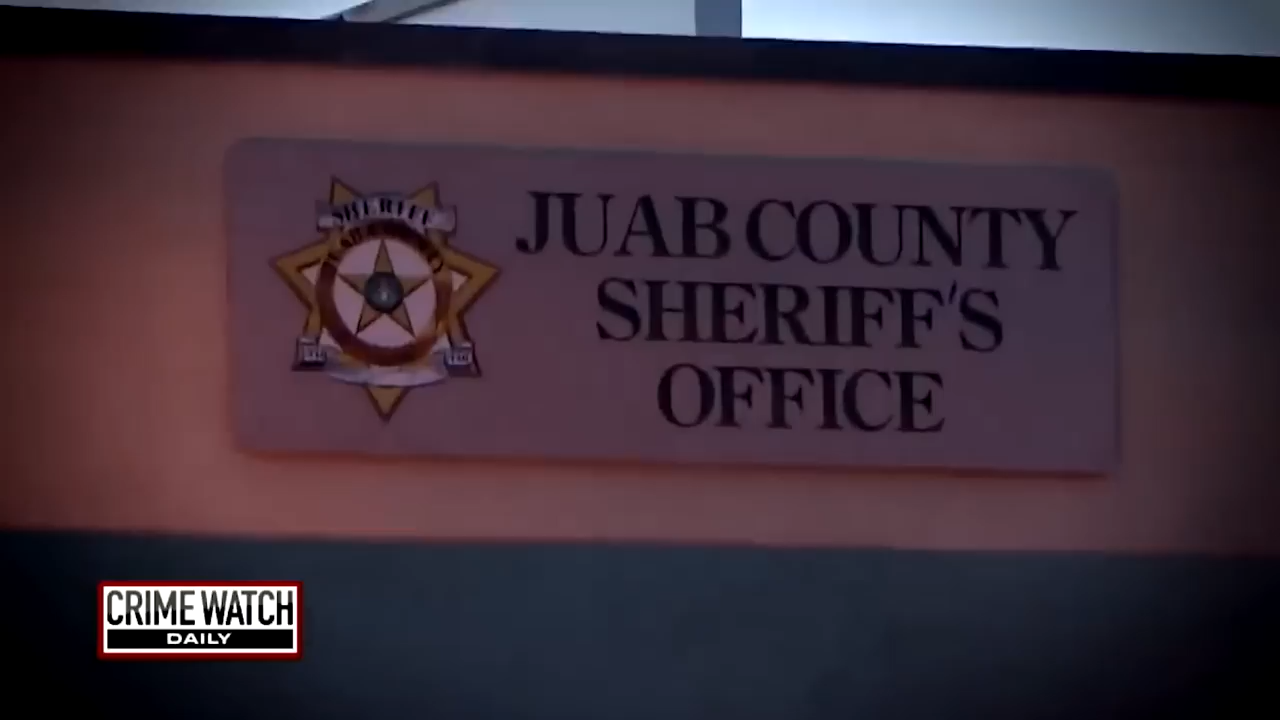 SHERIFF
JUAB COUNTY
SHERIFF'S
OFFICE
CRIME WATCH
DAILY